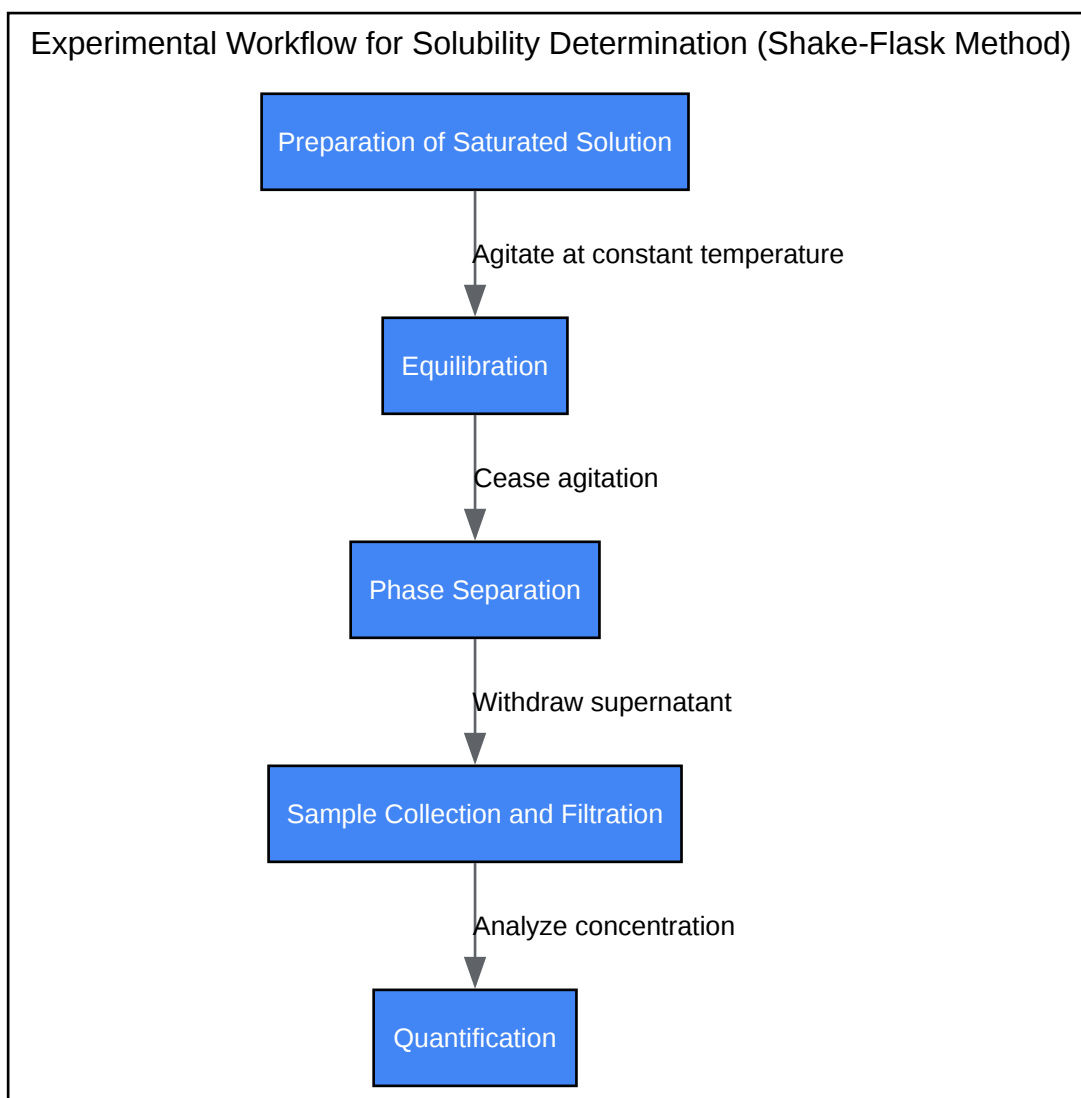 Experimental Workflow for Solubility Determination (Shake-Flask Method)
Preparation of Saturated Solution
Agitate at constant temperature
Equilibration
Cease agitation
Phase Separation
Withdraw supernatant
Sample Collection and Filtration
Analyze concentration
Quantification